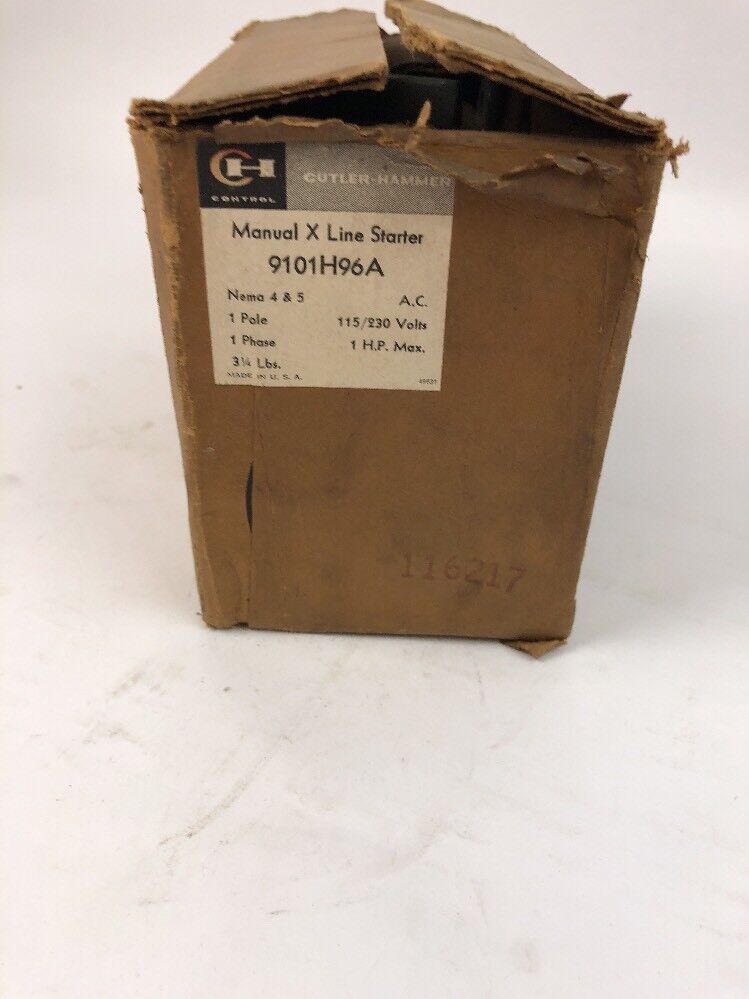 CH
CONTROL
CUTLER-HAMMER
Manual X Line Starter
9101H96A
Nema 4 & 5 A.C.
1 Pole 115/230 Volts
1 Phase 1 H.P. Max.
3¼ Lbs.
MADE IN U. S. A.
116217